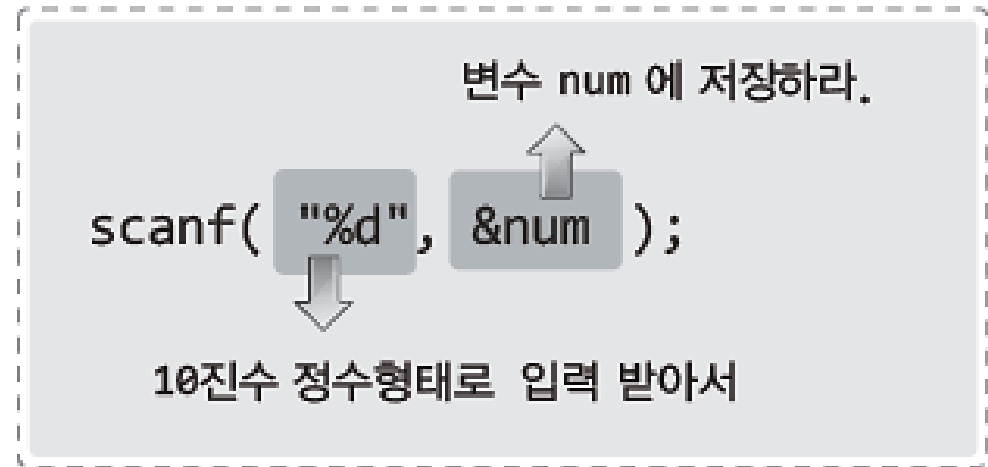 변수 num 에 저장하라.
scanf( "%d", &num );
10진수 정수형태로 입력 받아서